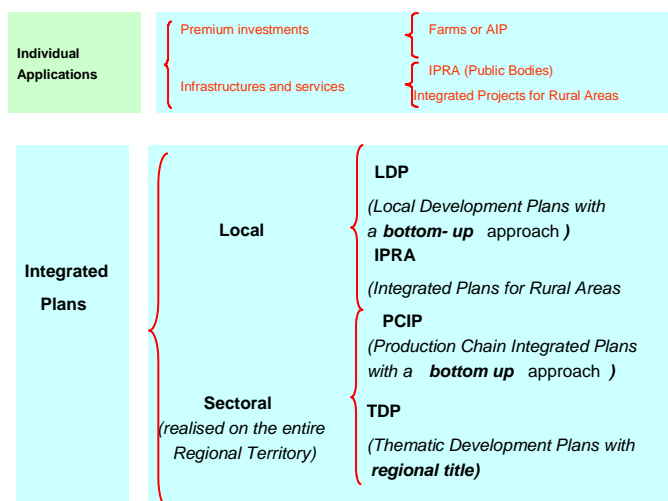 Individual
Applications
Premium investments
Infrastructures and services
Farms or AIP
IPRA (Public Bodies)
Integrated Projects for Rural Areas
Integrated
Plans
Local
LDP
(Local Development Plans with
a bottom- up approach )
IPRA
(Integrated Plans for Rural Areas
Sectoral
(realised on the entire
Regional Territory)
PCIP
(Production Chain Integrated Plans
with a bottom up approach )
TDP
(Thematic Development Plans with
regional title)